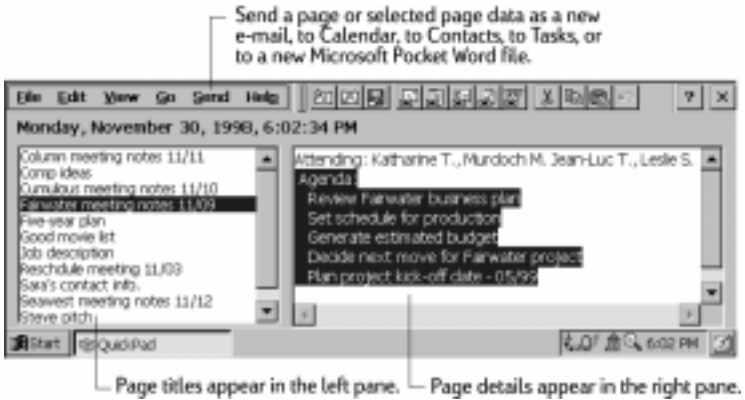 Send a page or selected page data as a new
e-mail, to Calendar, to Contacts, to Tasks, or
to a new Microsoft Pocket Word file.
File Edit View Go Send Help ? ×
Monday, November 30, 1998, 6:02:34 PM
Column meeting notes 11/11
Comp ideas
Cumulous meeting notes 11/10
Fairwater meeting notes 11/09
Five-year plan
Good movie list
Job description
Reschdule meeting 11/03
Sara's contact info.
Seawest meeting notes 11/12
Steve pitch
Attending: Katharine T., Murdoch M. Jean-Luc T., Leslie S.
Agenda:
Review Fairwater business plan
Set schedule for production
Generate estimated budget
Decide next move for Fairwater project
Plan project kick-off date - 05/99
Start QuickPad 6:02 PM
Page titles appear in the left pane.
Page details appear in the right pane.